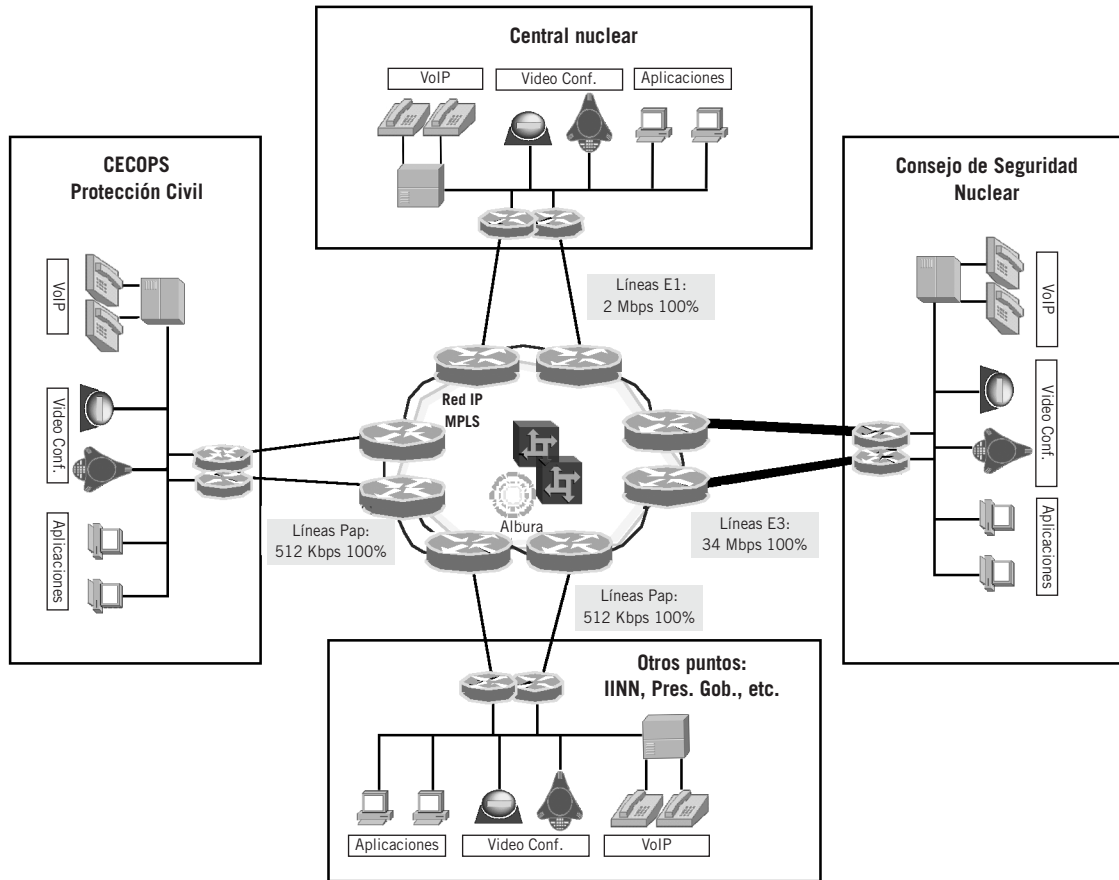 Central nuclear
VoIP
Video Conf.
Aplicaciones
CECOPS
Protección Civil
VoIP
Video Conf.
Aplicaciones
Consejo de Seguridad
Nuclear
VoIP
Video Conf.
Aplicaciones
Líneas E1:
2 Mbps 100%
Red IP
MPLS
Albura
Líneas Pap:
512 Kbps 100%
Líneas E3:
34 Mbps 100%
Líneas Pap:
512 Kbps 100%
Otros puntos:
IINN, Pres. Gob., etc.
Aplicaciones
Video Conf.
VoIP